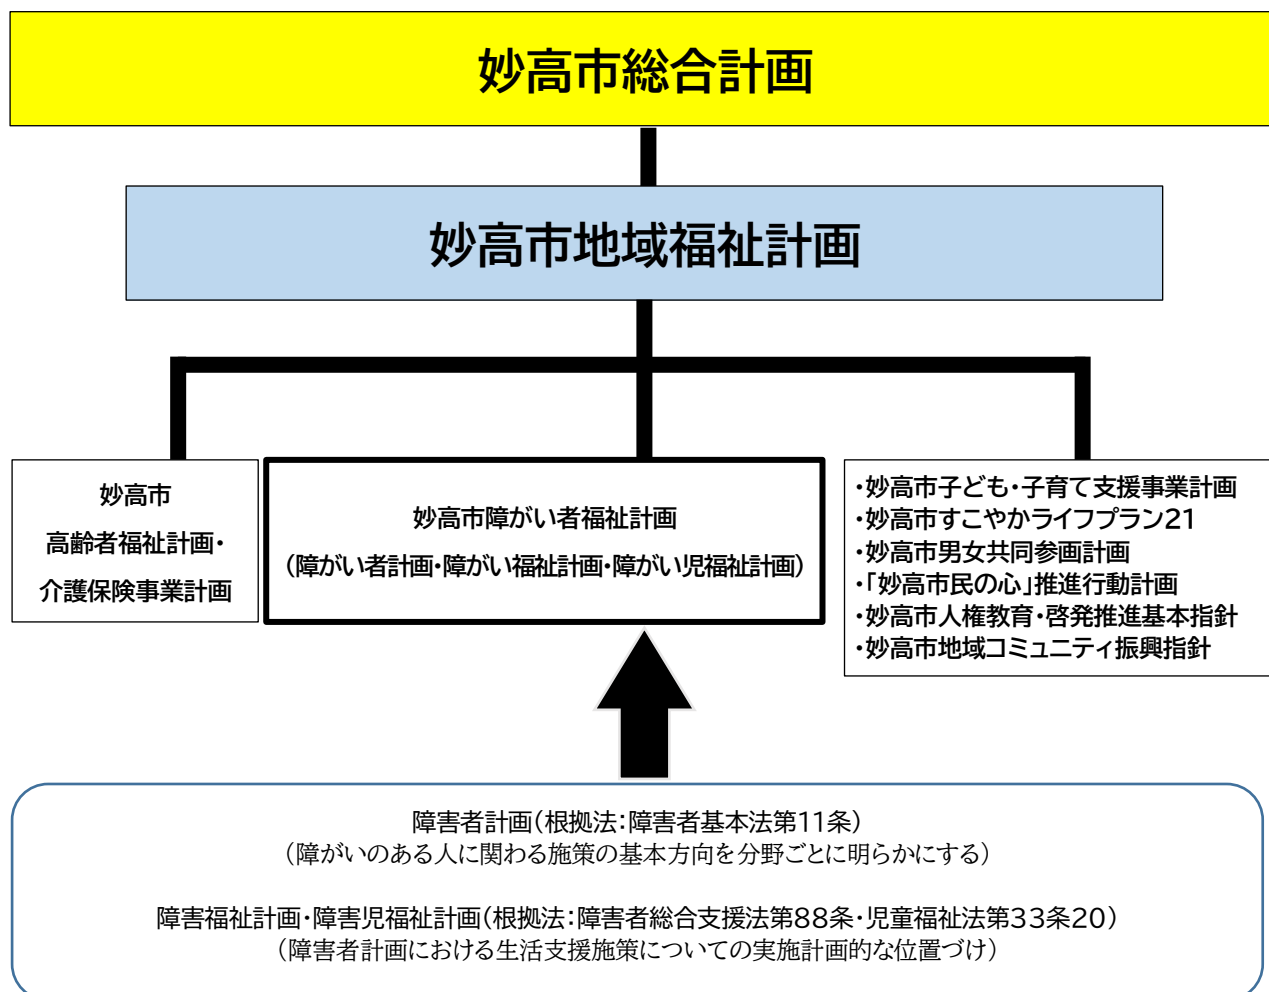 妙高市総合計画
妙高市地域福祉計画
妙高市
高齢者福祉計画・
介護保険事業計画
妙高市障がい者福祉計画
(障がい者計画・障がい福祉計画・障がい児福祉計画)
・妙高市子ども・子育て支援事業計画
・妙高市すこやかライフプラン21
・妙高市男女共同参画計画
・「妙高市民の心」推進行動計画
・妙高市人権教育・啓発推進基本指針
・妙高市地域コミュニティ振興指針
障害者計画(根拠法:障害者基本法第11条)
(障がいのある人に関わる施策の基本方向を分野ごとに明らかにする)
障害福祉計画・障害児福祉計画(根拠法:障害者総合支援法第88条・児童福祉法第33条20)
(障害者計画における生活支援施策についての実施計画的な位置づけ)